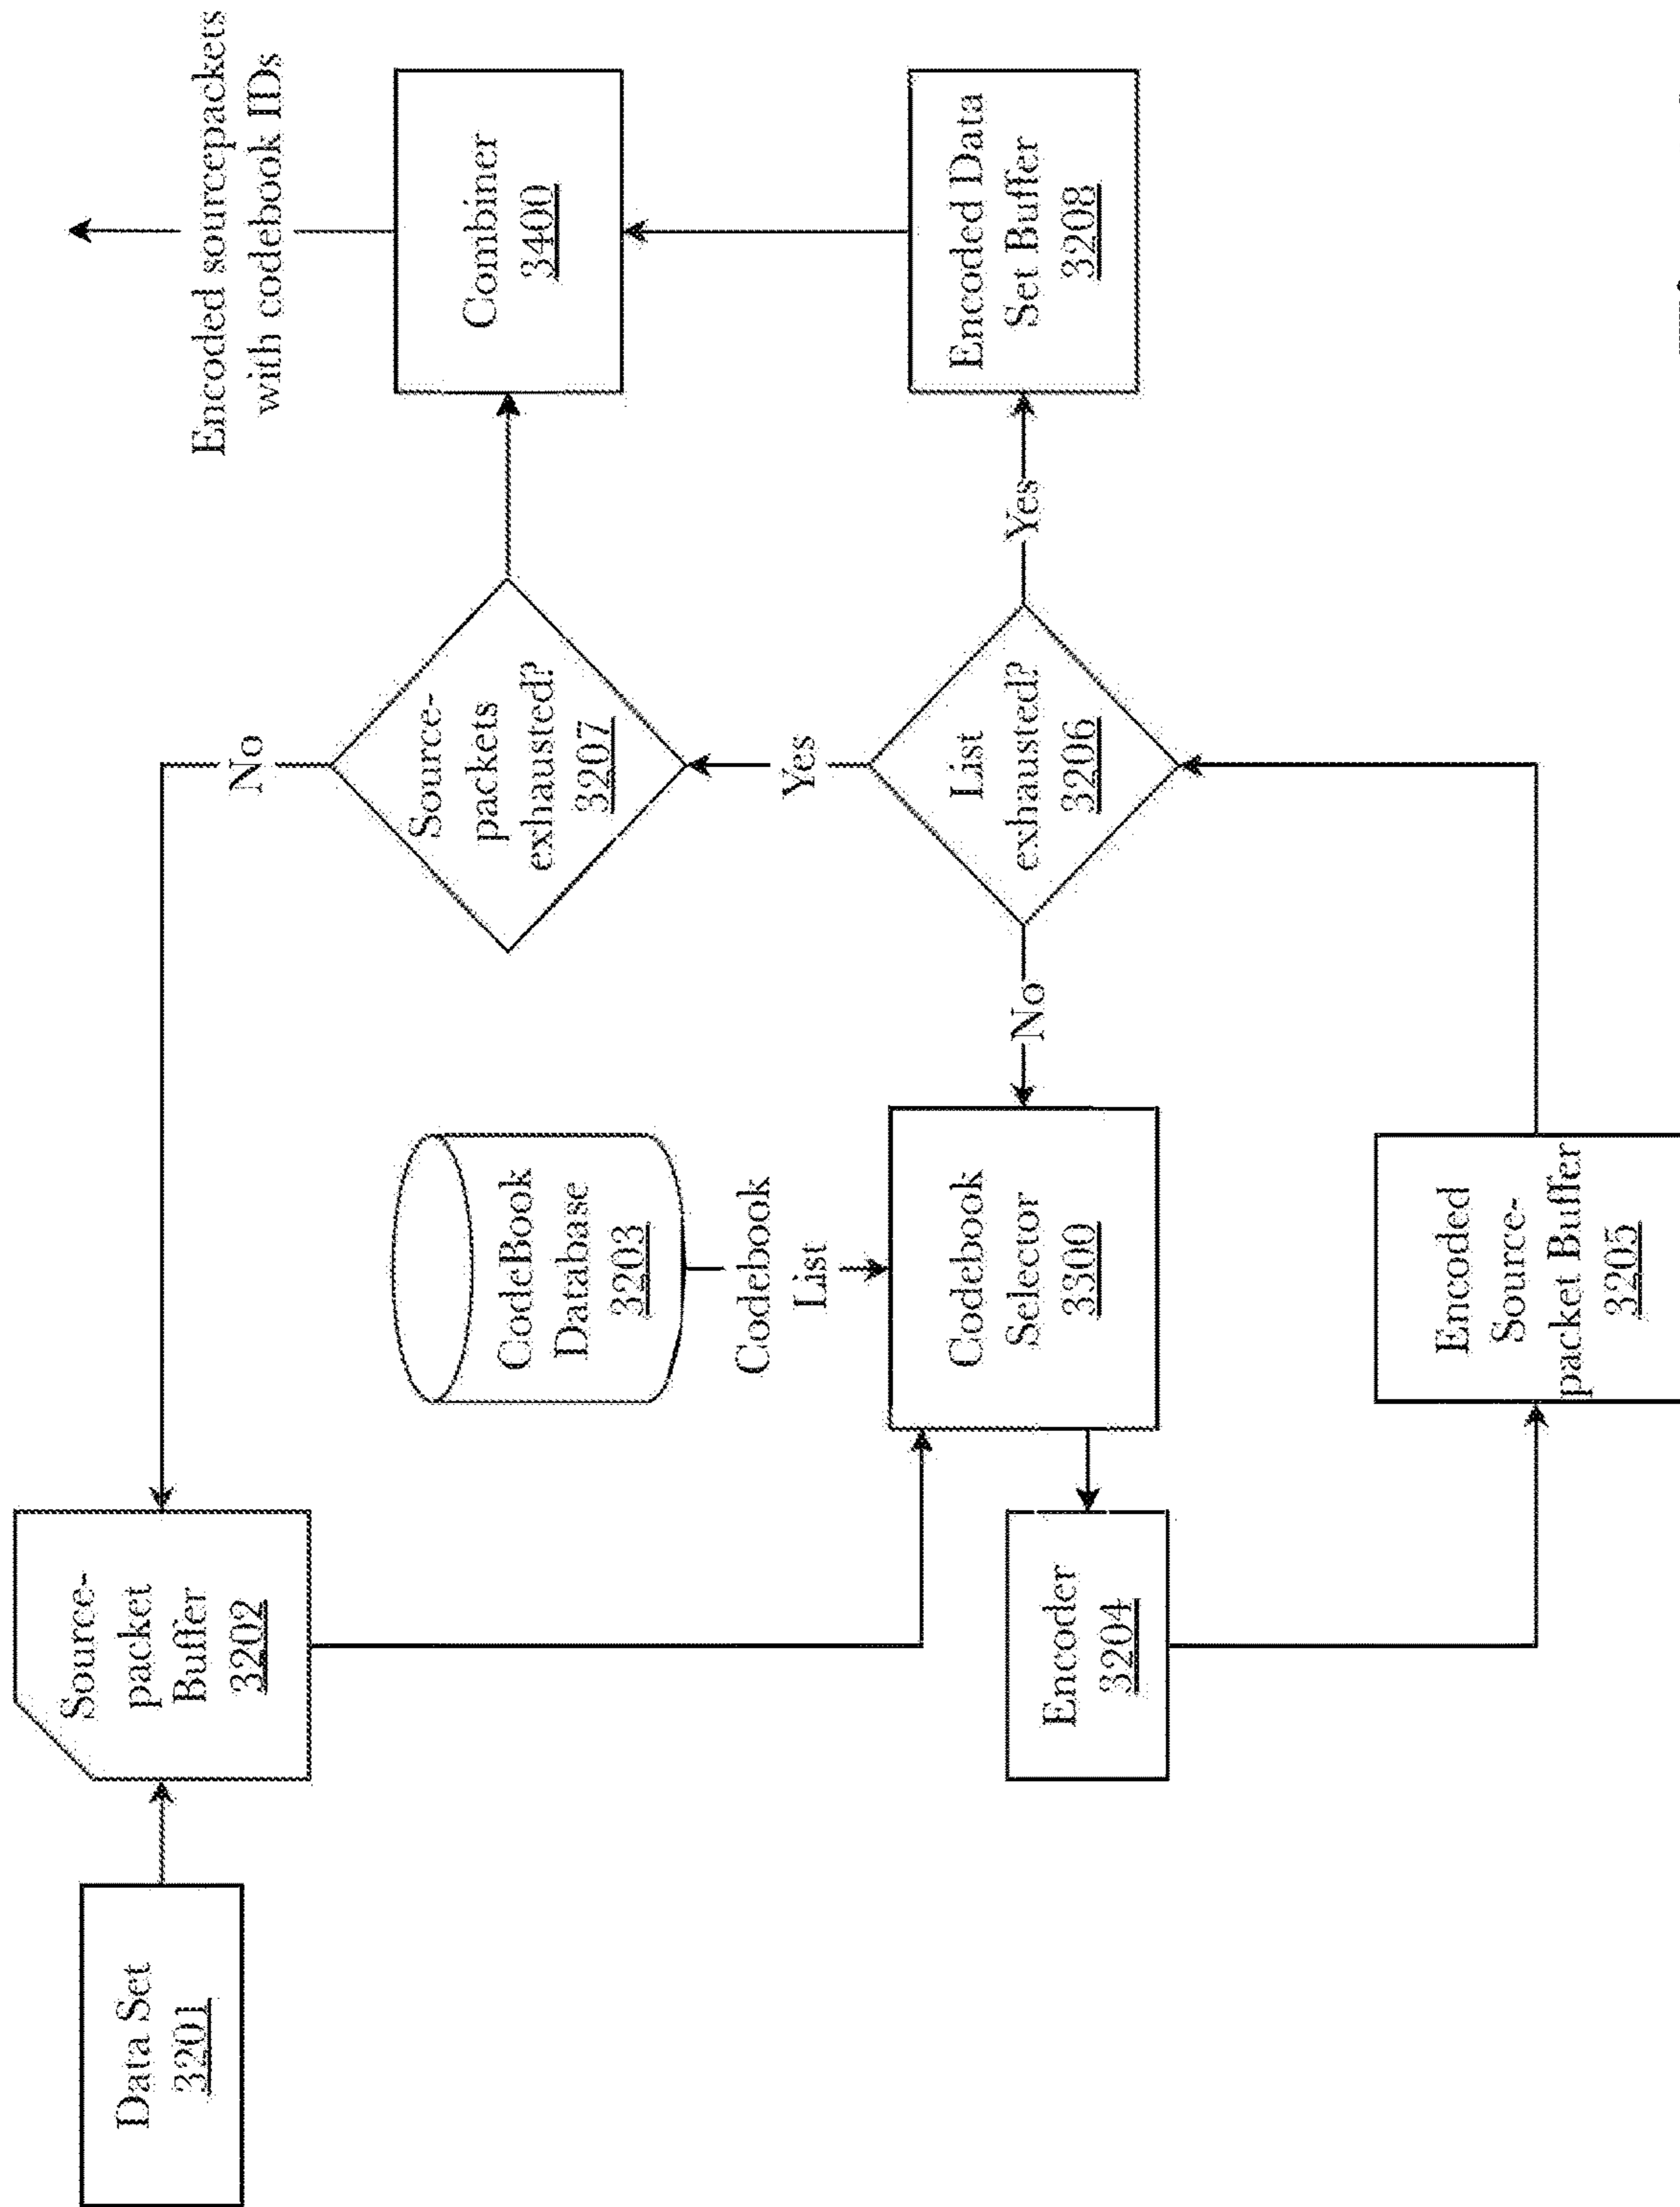 Data Set
3201
Source-
packet
Buffer
3202
No
Source-
packets
exhausted?
3207
Combiner
3400
Encoded sourcepackets
with codebook IDs
CodeBook
Database
3203
Codebook
List
Codebook
Selector
3300
No
List
exhausted?
3206
Yes
Yes
Encoded Data
Set Buffer
3208
Encoder
3204
Encoded
Source-
packet Buffer
3205